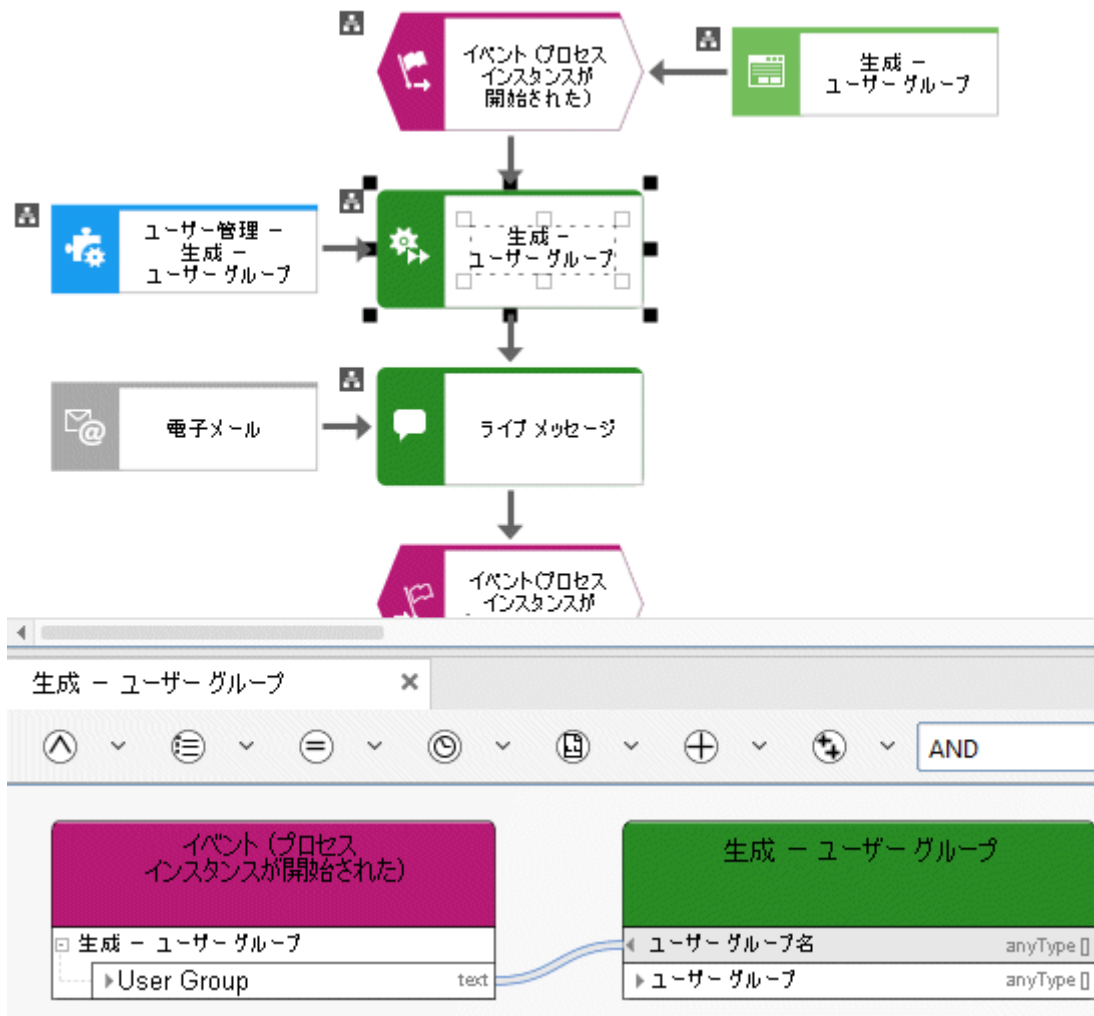 イベント (プロセス
インスタンスが
開始された)
生成 −
ユーザー グループ
ユーザー管理 −
生成 −
ユーザー グループ
生成 −
ユーザー グループ
電子メール
ライブ メッセージ
イベント(プロセス
インスタンスが
生成 − ユーザー グループ
AND
イベント (プロセス
インスタンスが開始された)
生成 − ユーザー グループ
生成 − ユーザー グループ
ユーザー グループ名 anyType []
User Group text
ユーザー グループ anyType []